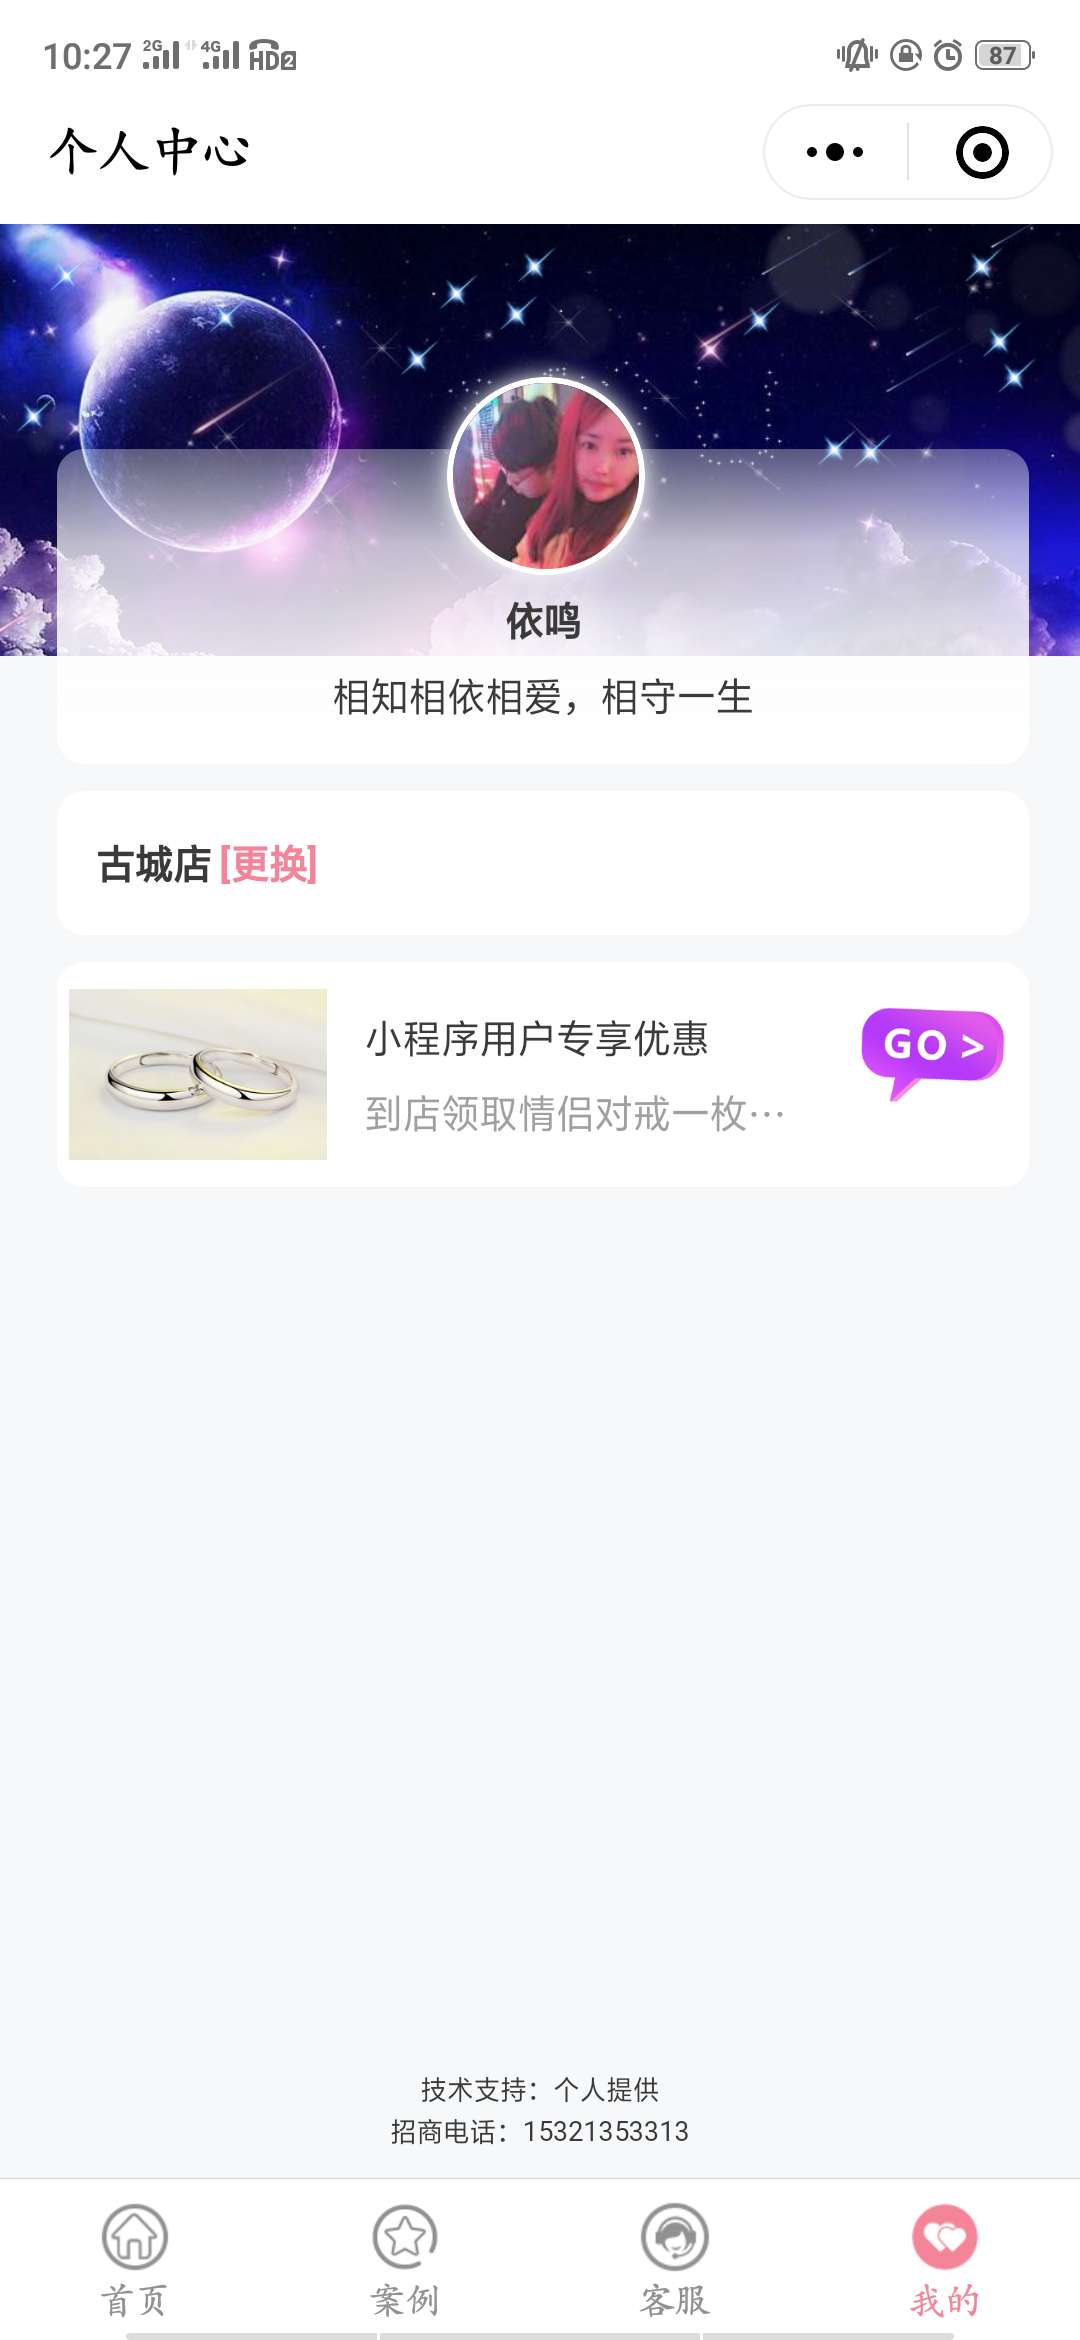 10:27 2G 4G HD2 87
个人中心
依鸣
相知相依相爱，相守一生
古城店 [更换]
小程序用户专享优惠
GO >
到店领取情侣对戒一枚…
技术支持：个人提供
招商电话：15321353313
首页 案例 客服 我的